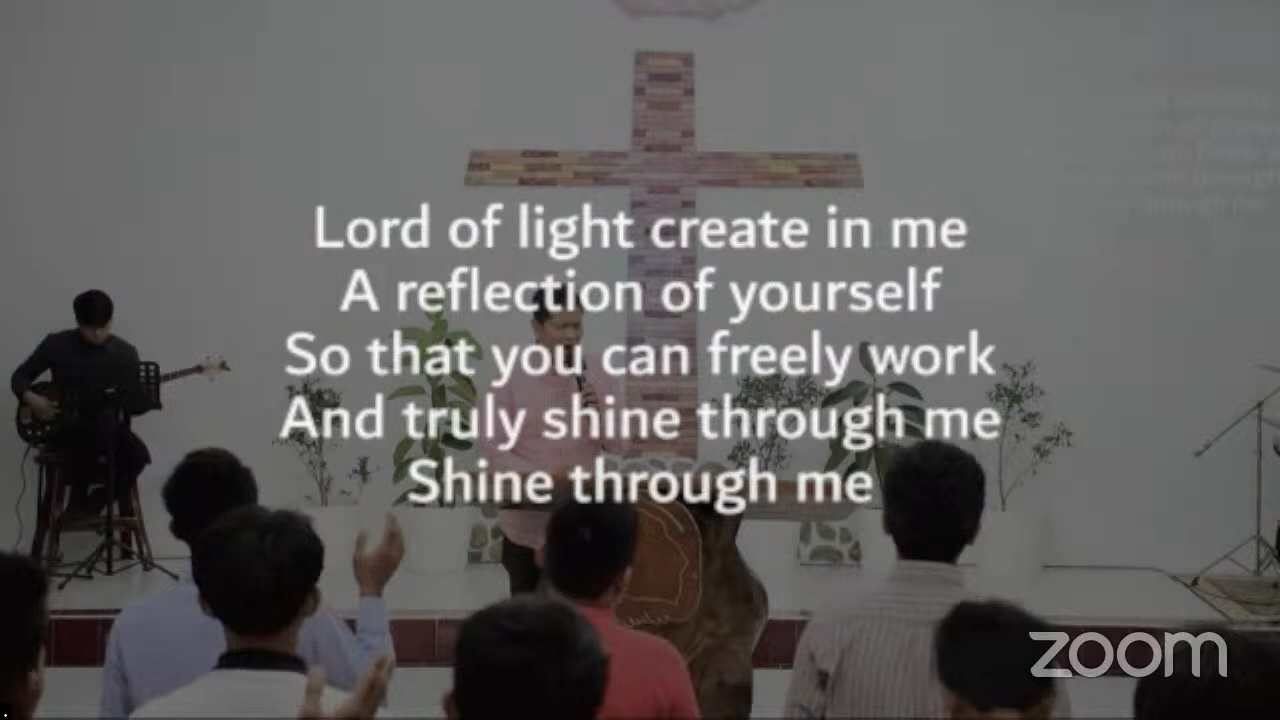 Lord of light create in me
A reflection of yourself
So that you can freely work
And truly shine through me
Shine through me
zoom